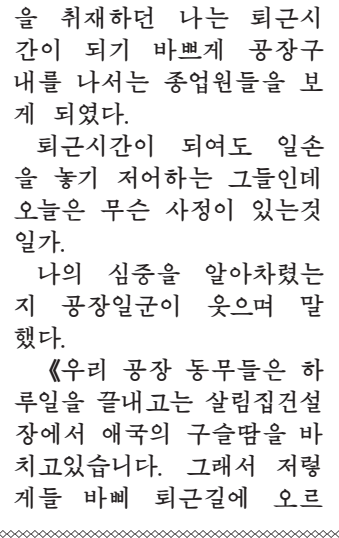 을 취재하던 나는 퇴근시
간이 되기 바쁘게 공장구
내를 나서는 종업원들을 보
게 되였다.
퇴근시간이 되여도 일손
을 놓기 저어하는 그들인데
오늘은 무슨 사정이 있는것
일가.
나의 심중을 알아차렸는
지 공장일군이 웃으며 말
했다.
《우리 공장 동무들은 하
루일을 끝내고는 살림집건설
장에서 애국의 구슬땀을 바
치고있습니다. 그래서 저렇
게들 바삐 퇴근길에 오르